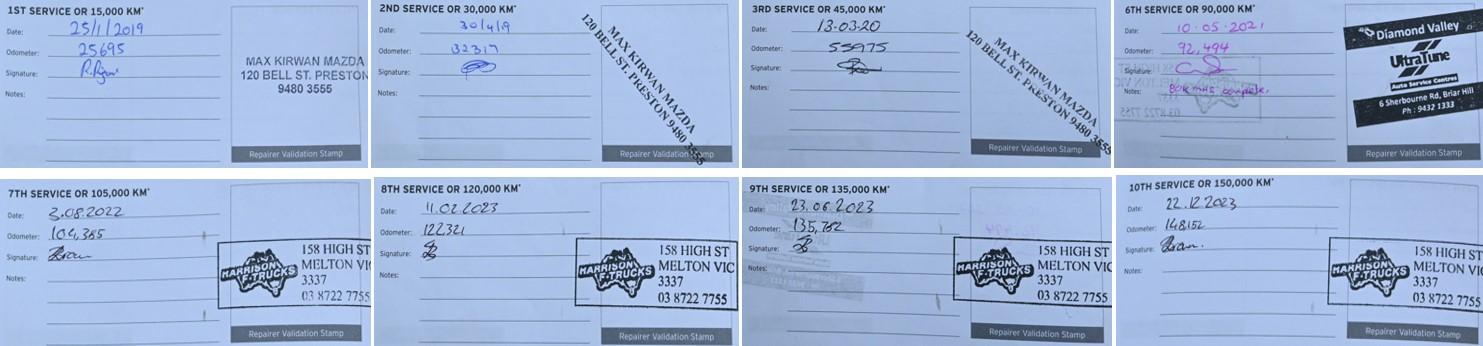 1ST SERVICE OR 15,000 KM*
Date: 25/1/2019
Odometer: 25695
Signature:
Notes:
MAX KIRWAN MAZDA
120 BELL ST. PRESTON
9480 3555
Repairer Validation Stamp
2ND SERVICE OR 30,000 KM*
Date: 30/4/19
Odometer: 32317
Signature:
Notes:
MAX KIRWAN MAZDA
120 BELL ST. PRESTON 9480 3555
Repairer Validation Stamp
3RD SERVICE OR 45,000 KM*
Date: 13-03-20
Odometer: 55975
Signature:
Notes:
MAX KIRWAN MAZDA
120 BELL ST. PRESTON 9480 3555
Repairer Validation Stamp
6TH SERVICE OR 90,000 KM*
Date: 10.05.2021
Odometer: 92,494
Signature:
Notes: complete.
Diamond Valley
UltraTune
Auto Service Centres
6 Sherbourne Rd, Briar Hill
Ph: 9432 1333
Repairer Validation Stamp
7TH SERVICE OR 105,000 KM*
Date: 3.08.2022
Odometer: 104,385
Signature:
Notes:
HARRISON
F-TRUCKS
158 HIGH ST
MELTON VIC
3337
03 8722 7755
Repairer Validation Stamp
8TH SERVICE OR 120,000 KM*
Date: 11.02.2023
Odometer: 122,321
Signature:
Notes:
HARRISON
F-TRUCKS
158 HIGH ST
MELTON VIC
3337
03 8722 7755
Repairer Validation Stamp
9TH SERVICE OR 135,000 KM*
Date: 23.06.2023
Odometer: 135,762
Signature:
Notes:
HARRISON
F-TRUCKS
158 HIGH ST
MELTON VIC
3337
03 8722 7755
Repairer Validation Stamp
10TH SERVICE OR 150,000 KM*
Date: 22.12.2023
Odometer: 148,152
Signature:
Notes:
HARRISON
F-TRUCKS
158 HIGH ST
MELTON VIC
3337
03 8722 7755
Repairer Validation Stamp